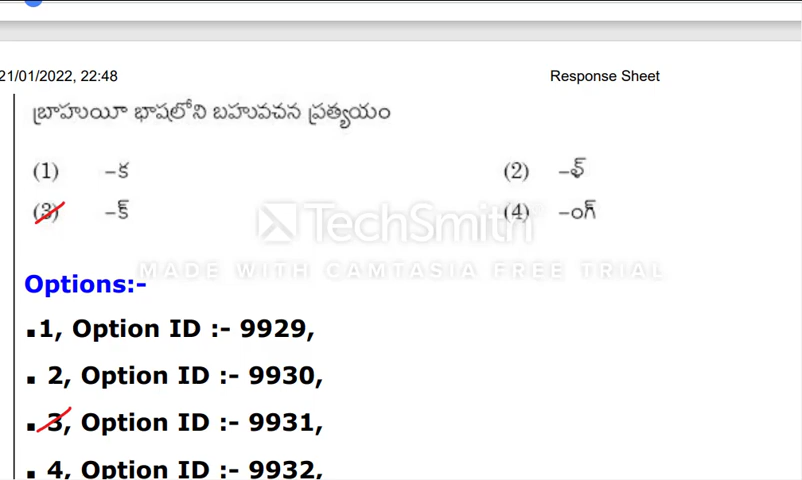 21/01/2022, 22:48 Response Sheet
బ్రాహుయీ భాషలోని బహువచన ప్రత్యయం
(1) –క (2) –ఖ్
(3) –క్ (4) –ంగ్
TechSmith
MADE WITH CAMTASIA FREE TRIAL
Options:-
1, Option ID :- 9929,
2, Option ID :- 9930,
3, Option ID :- 9931,
4, Option ID :- 9932,